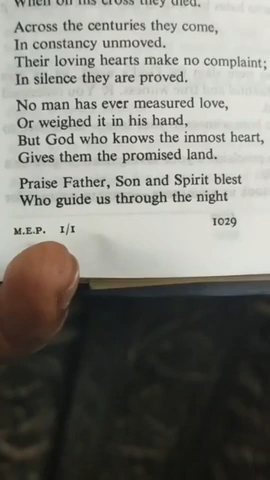 When on his cross they died.
Across the centuries they come,
In constancy unmoved.
Their loving hearts make no complaint;
In silence they are proved.
No man has ever measured love,
Or weighed it in his hand,
But God who knows the inmost heart,
Gives them the promised land.
Praise Father, Son and Spirit blest
Who guide us through the night
M.E.P. 1/1 1029